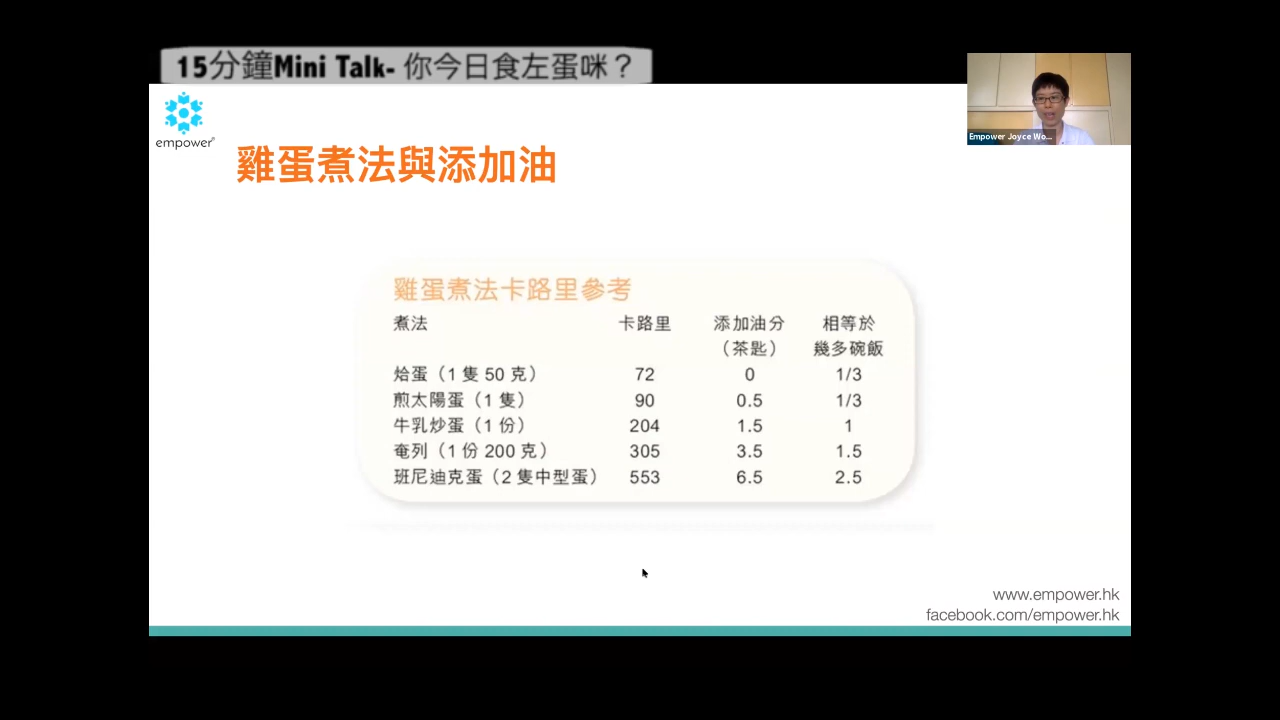 15分鐘Mini Talk- 你今日食左蛋咪？
empower
Empower Joyce Wo...
雞蛋煮法與添加油
雞蛋煮法卡路里參考
煮法 卡路里 添加油分 相等於
（茶匙） 幾多碗飯
烚蛋（1 隻 50 克） 72 0 1/3
煎太陽蛋（1 隻） 90 0.5 1/3
牛乳炒蛋（1 份） 204 1.5 1
奄列（1 份 200 克） 305 3.5 1.5
班尼迪克蛋（2 隻中型蛋） 553 6.5 2.5
www.empower.hk
facebook.com/empower.hk